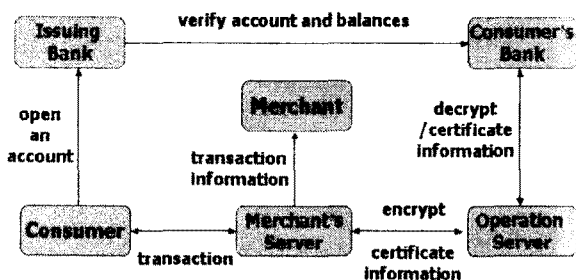 verify account and balances
Issuing
Bank
Consumer's
Bank
Merchant
open
an
account
decrypt
/certificate
information
transaction
information
Consumer
Merchant's
Server
encrypt
Operation
Server
transaction
certificate
information